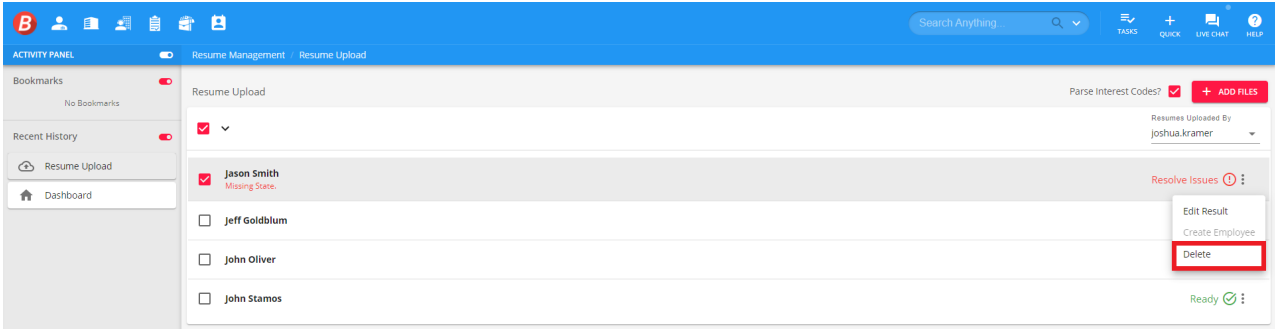 B
Search Anything...
TASKS
QUICK
LIVE CHAT
HELP
ACTIVITY PANEL
Resume Management / Resume Upload
Bookmarks
No Bookmarks
Recent History
Resume Upload
Dashboard
Resume Upload
Parse Interest Codes?
+ ADD FILES
Resumes Uploaded By
joshua.kramer
Jason Smith
Missing State.
Resolve Issues
Jeff Goldblum
John Oliver
John Stamos
Ready
Edit Result
Create Employee
Delete